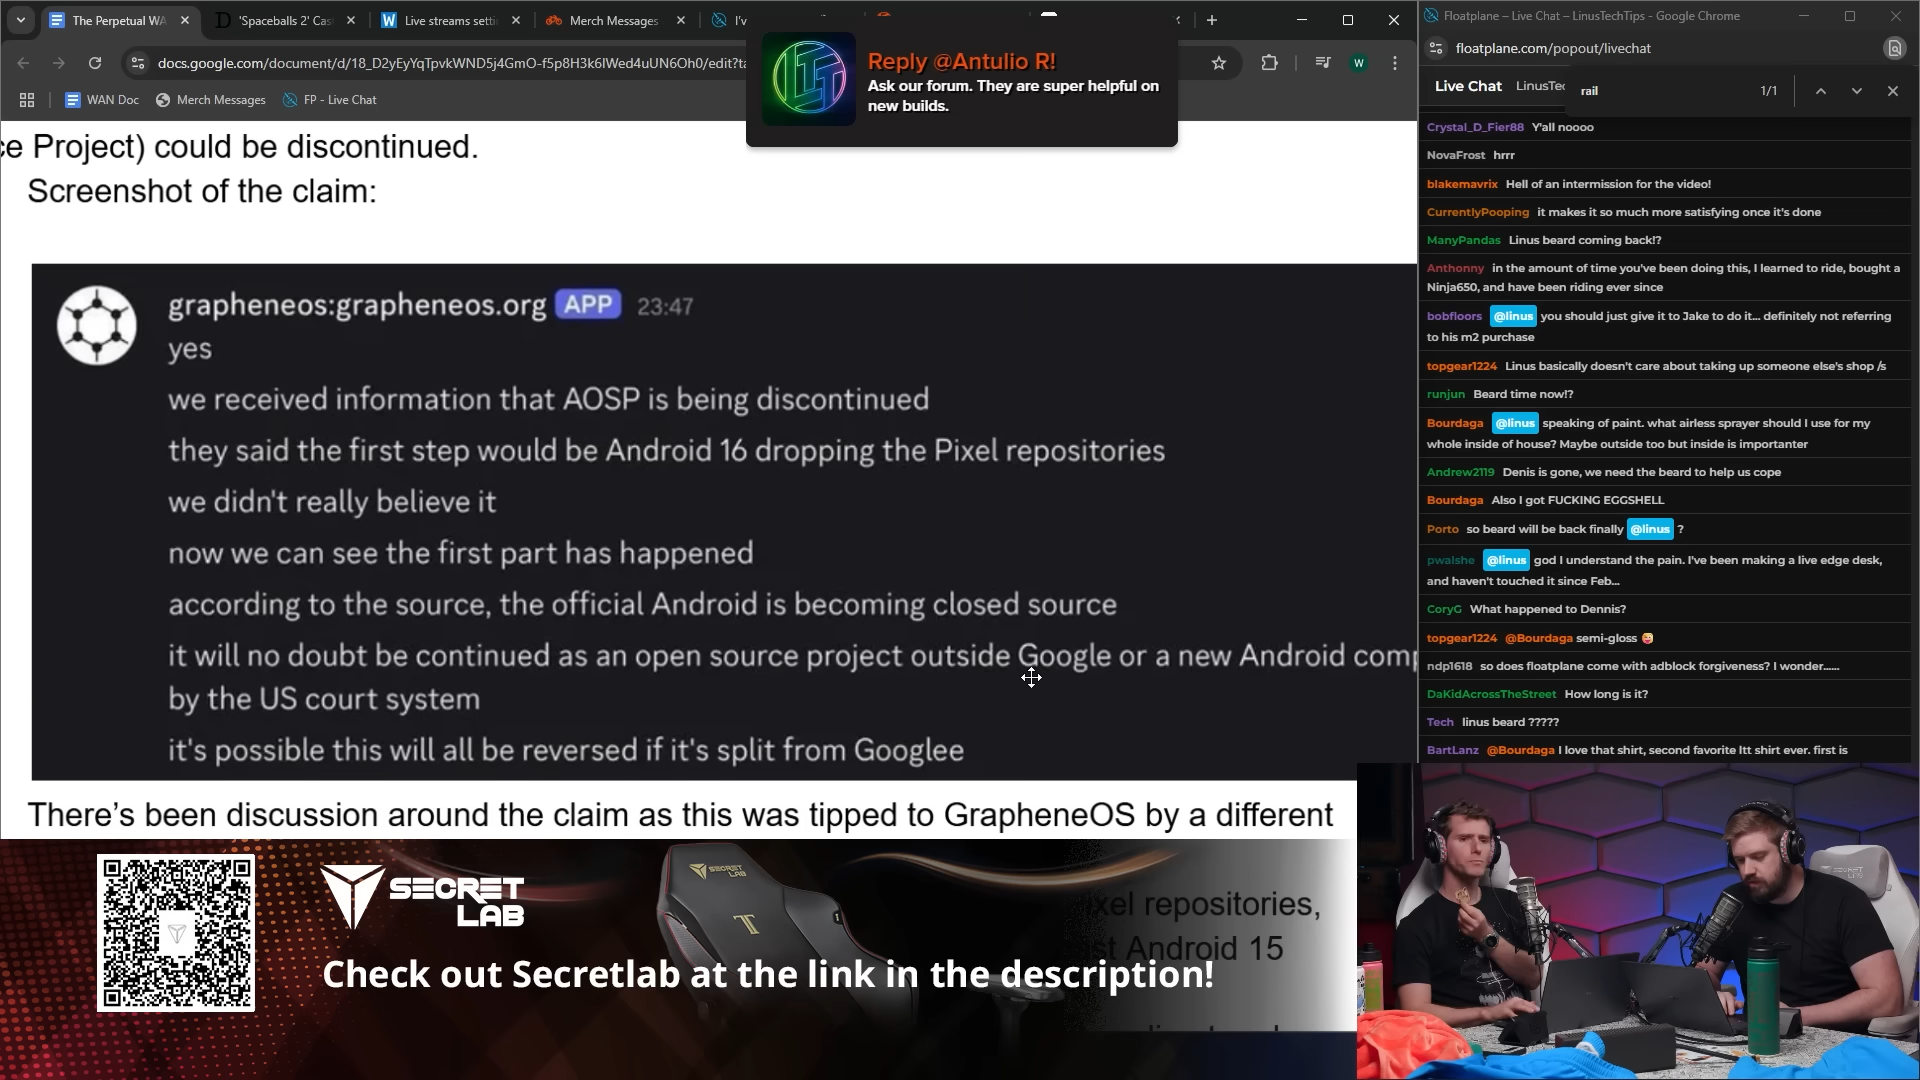 The Perpetual WA
'Spaceballs 2' Cas
Live streams setti
Merch Messages
I'v
Floatplane – Live Chat – LinusTechTips - Google Chrome
docs.google.com/document/d/18_D2yEyYqTpvkWND5j4GmO-f5p8H3k6lWed4uUN6Oh0/edit?ta
W
floatplane.com/popout/livechat
WAN Doc
Merch Messages
FP - Live Chat
Reply @Antulio R!
Ask our forum. They are super helpful on
new builds.
Live Chat
LinusTec
rail
1/1
ce Project) could be discontinued.
Screenshot of the claim:
grapheneos:grapheneos.org APP 23:47
yes
we received information that AOSP is being discontinued
they said the first step would be Android 16 dropping the Pixel repositories
we didn't really believe it
now we can see the first part has happened
according to the source, the official Android is becoming closed source
it will no doubt be continued as an open source project outside Google or a new Android comp
by the US court system
it's possible this will all be reversed if it's split from Googlee
There's been discussion around the claim as this was tipped to GrapheneOS by a different
xel repositories,
st Android 15
SECRET
LAB
Check out Secretlab at the link in the description!
Crystal_D_Fier88 Y'all noooo
NovaFrost hrrr
blakemavrix Hell of an intermission for the video!
CurrentlyPooping it makes it so much more satisfying once it's done
ManyPandas Linus beard coming back!?
Anthonny in the amount of time you've been doing this, I learned to ride, bought a
Ninja650, and have been riding ever since
bobfloors @linus you should just give it to Jake to do it... definitely not referring
to his m2 purchase
topgear1224 Linus basically doesn't care about taking up someone else's shop /s
runjun Beard time now!?
Bourdaga @linus speaking of paint. what airless sprayer should I use for my
whole inside of house? Maybe outside too but inside is importanter
Andrew2119 Denis is gone, we need the beard to help us cope
Bourdaga Also I got FUCKING EGGSHELL
Porto so beard will be back finally @linus ?
pwalshe @linus god I understand the pain. I've been making a live edge desk,
and haven't touched it since Feb...
CoryG What happened to Dennis?
topgear1224 @Bourdaga semi-gloss 😜
ndp1618 so does floatplane come with adblock forgiveness? I wonder......
DaKidAcrossTheStreet How long is it?
Tech linus beard ?????
BartLanz @Bourdaga I love that shirt, second favorite ltt shirt ever. first is